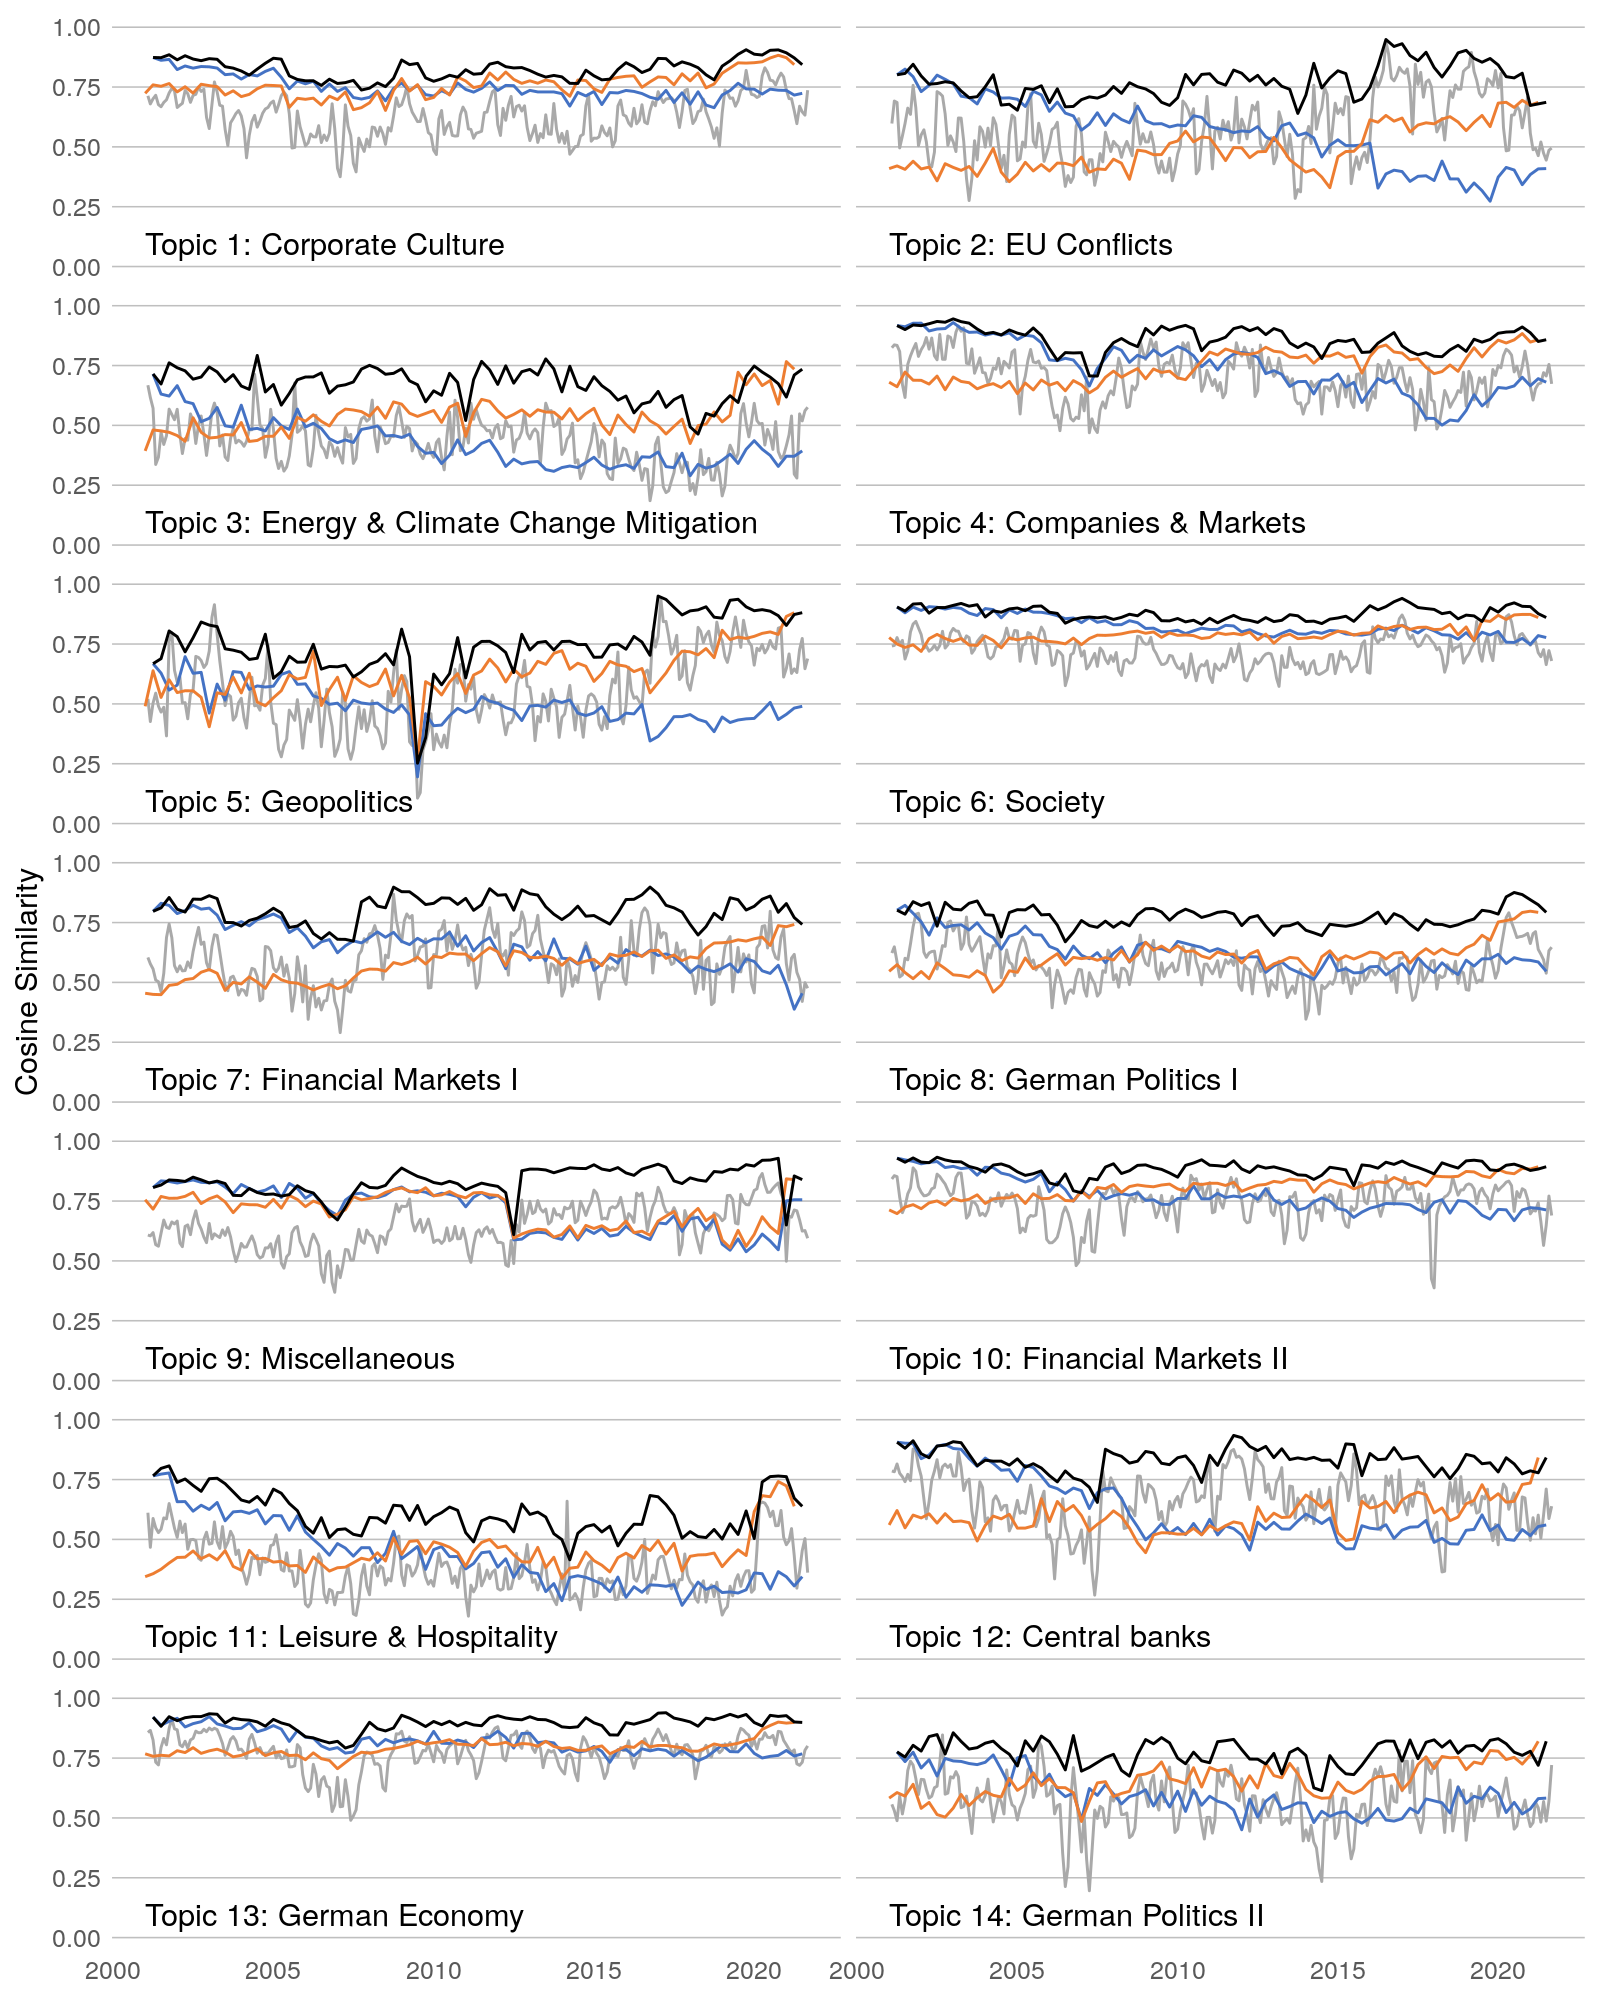 1.00
0.75
0.50
0.25
0.00
Topic 1: Corporate Culture
Topic 2: EU Conflicts
1.00
0.75
0.50
0.25
0.00
Topic 3: Energy & Climate Change Mitigation
Topic 4: Companies & Markets
1.00
0.75
0.50
0.25
0.00
Topic 5: Geopolitics
Topic 6: Society
Cosine Similarity
1.00
0.75
0.50
0.25
0.00
Topic 7: Financial Markets I
Topic 8: German Politics I
1.00
0.75
0.50
0.25
0.00
Topic 9: Miscellaneous
Topic 10: Financial Markets II
1.00
0.75
0.50
0.25
0.00
Topic 11: Leisure & Hospitality
Topic 12: Central banks
1.00
0.75
0.50
0.25
0.00
Topic 13: German Economy
Topic 14: German Politics II
2000 2005 2010 2015 2020
2000 2005 2010 2015 2020